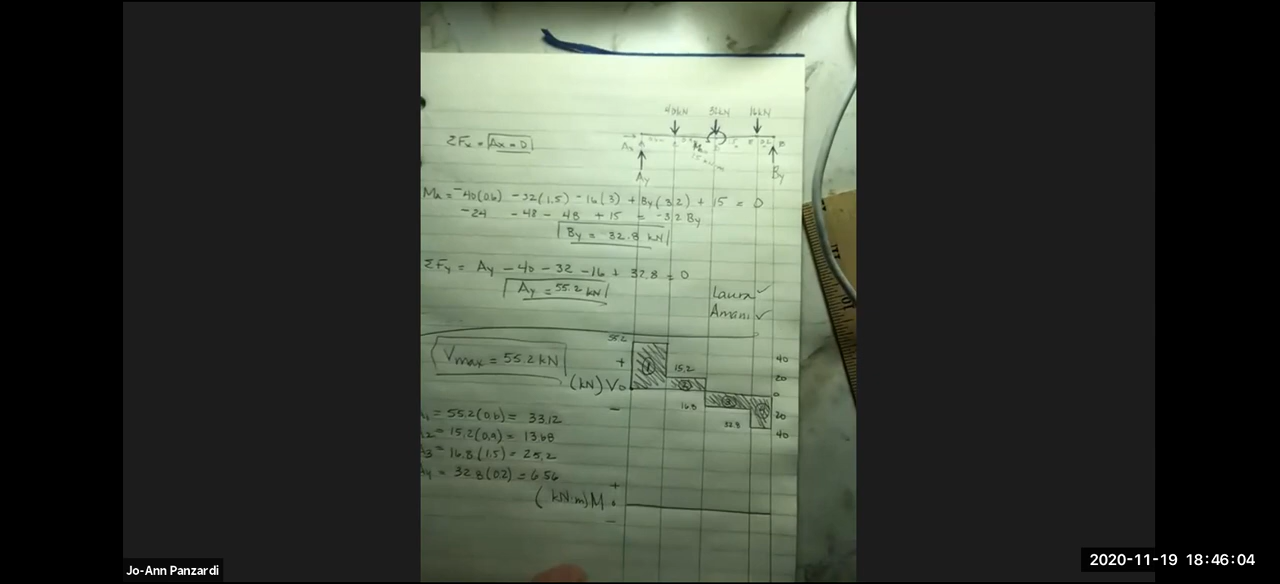 40kN 32kN 16kN
ΣFx = Ax = 0
Ax
Ay By
MA = -40(0.6) -32(1.5) -16(3) + By(3.2) + 15 = 0
-24 -48 - 48 + 15 = -3.2 By
By = 32.8 kN
ΣFy = Ay - 40 - 32 - 16 + 32.8 = 0
Ay = 55.2 kN
Laura ✓
Amani ✓
55.2
Vmax = 55.2 kN
+ 15.2 40
20
(kN) V 0 0
- 16.8 20
32.8 40
A1 = 55.2(0.6) = 33.12
A2 = 15.2(0.9) = 13.68
A3 = 16.8(1.5) = 25.2
A4 = 32.8(0.2) = 6.56
+
(kN·m) M
-
Jo-Ann Panzardi
2020-11-19 18:46:04